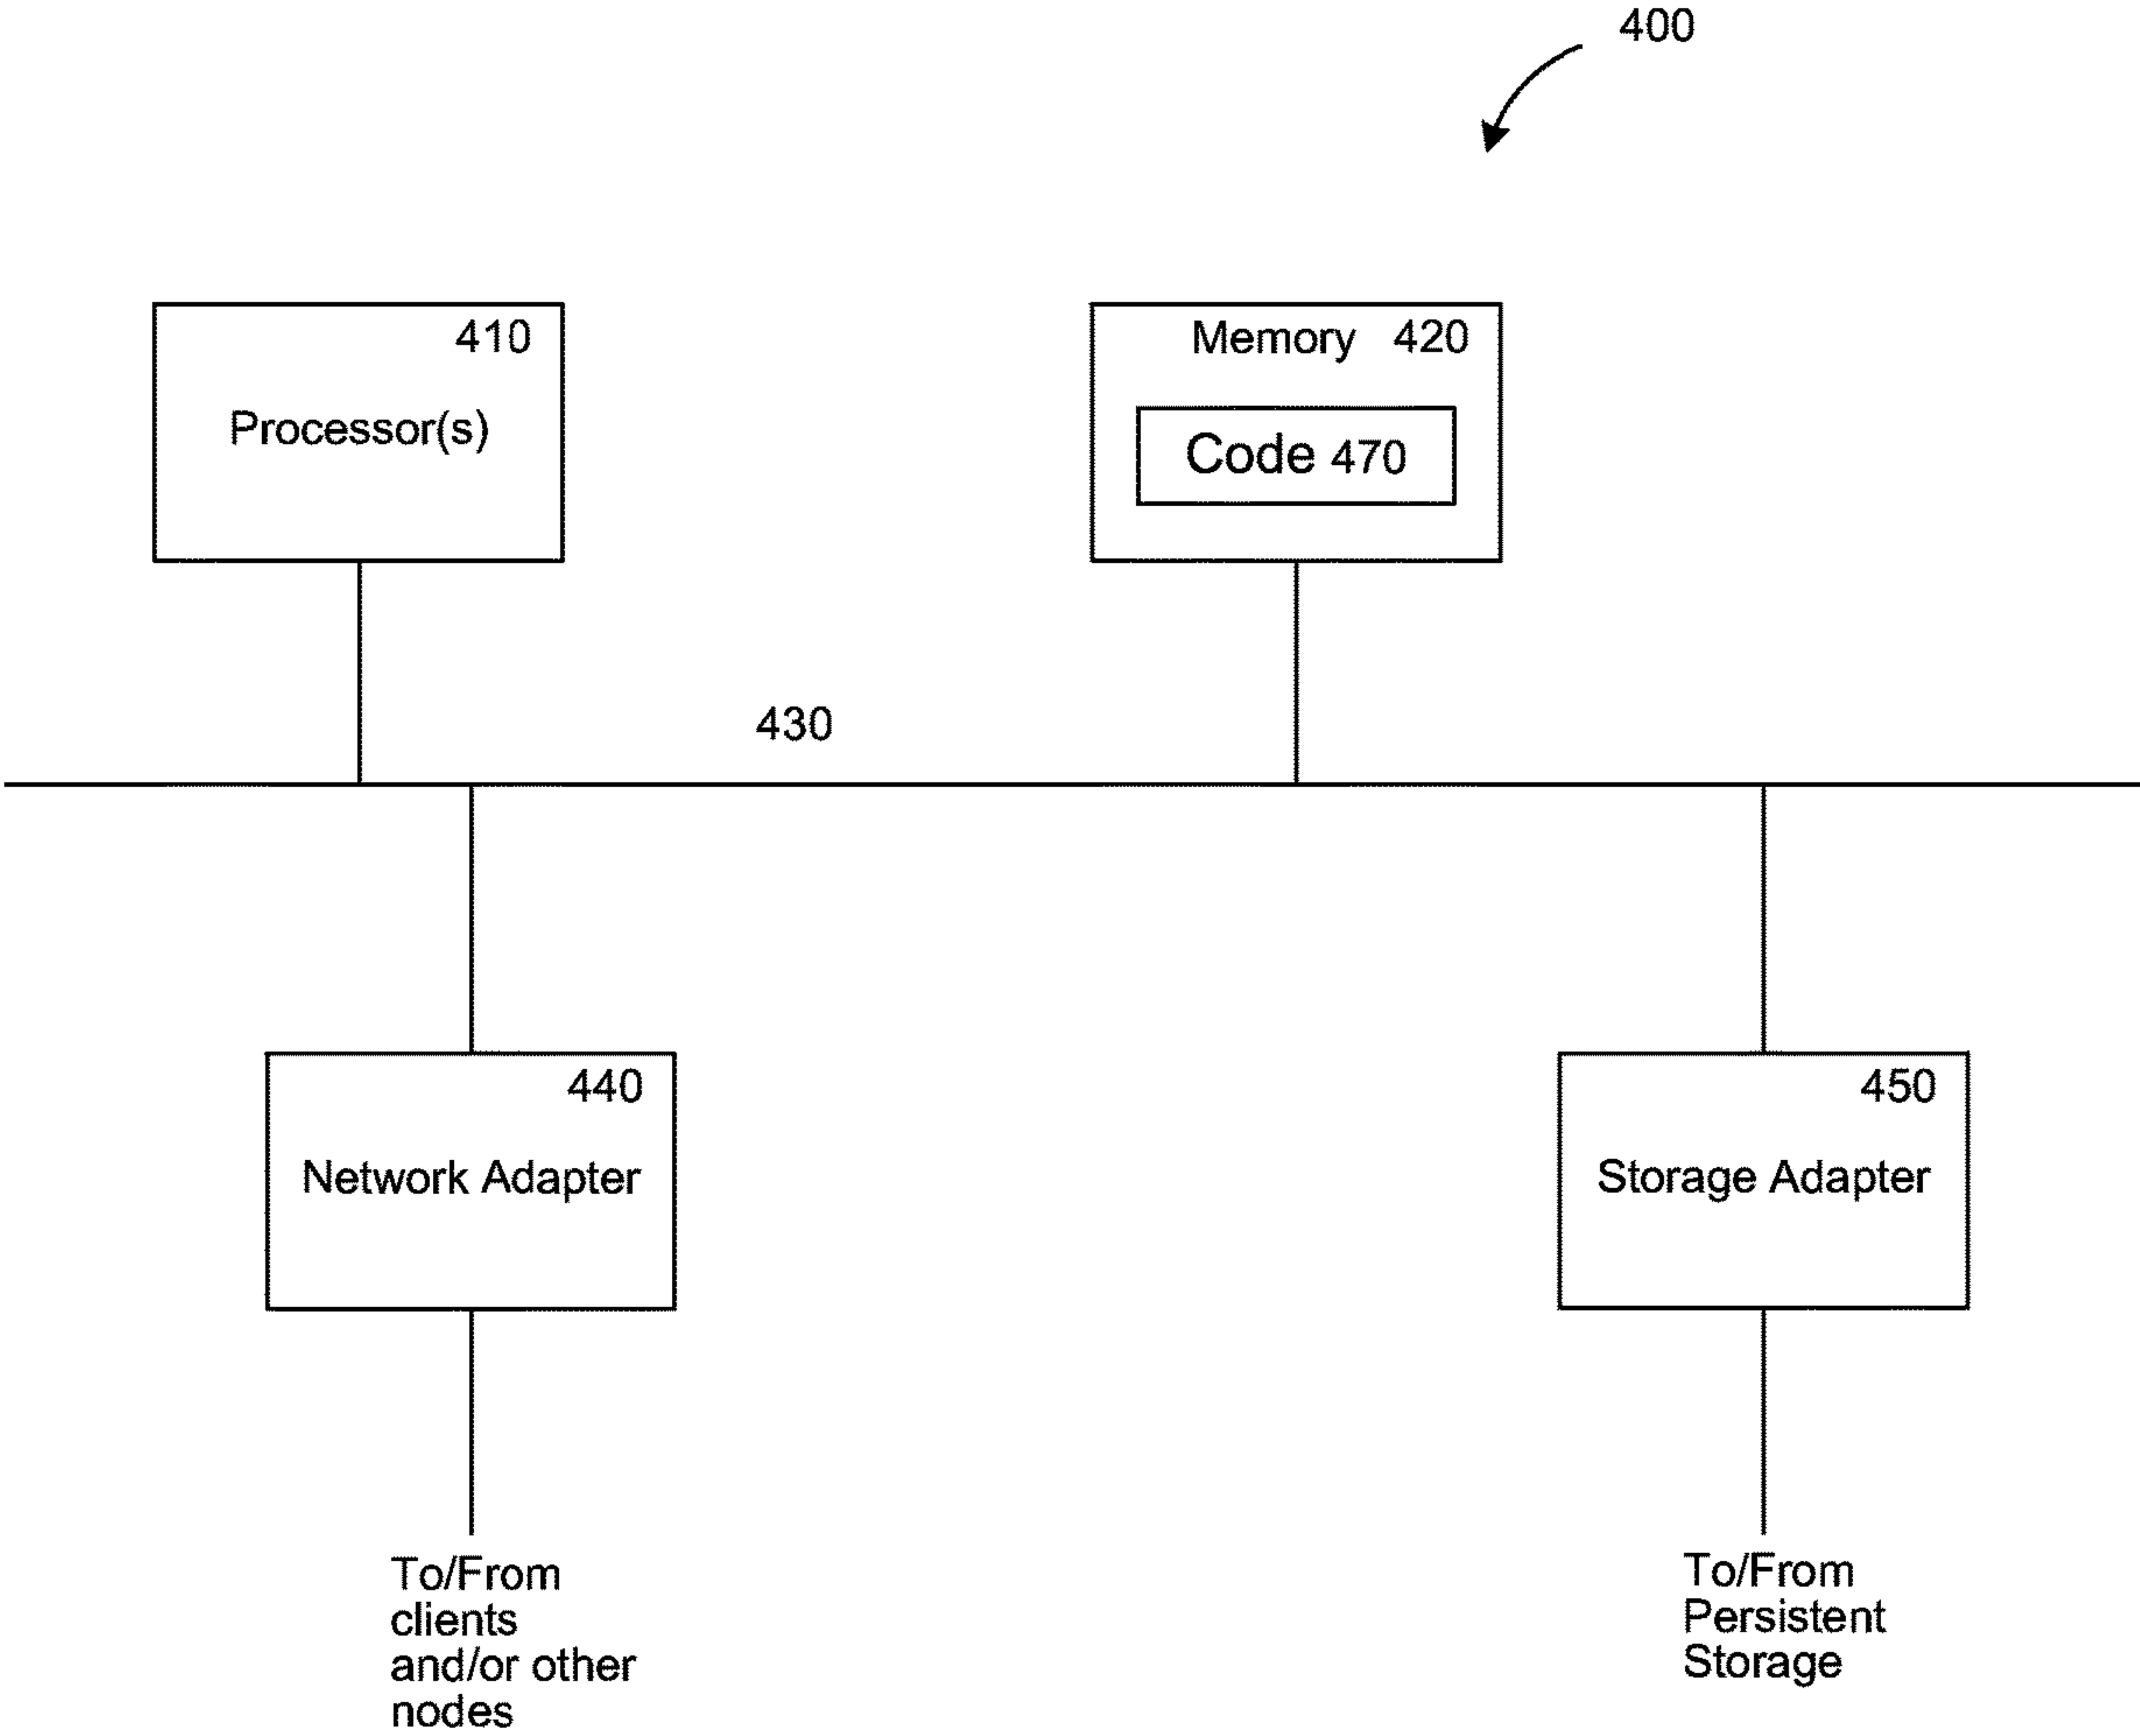 400
410
Processor(s)
Memory 420
Code 470
430
440
Network Adapter
450
Storage Adapter
To/From
clients
and/or other
nodes
To/From
Persistent
Storage